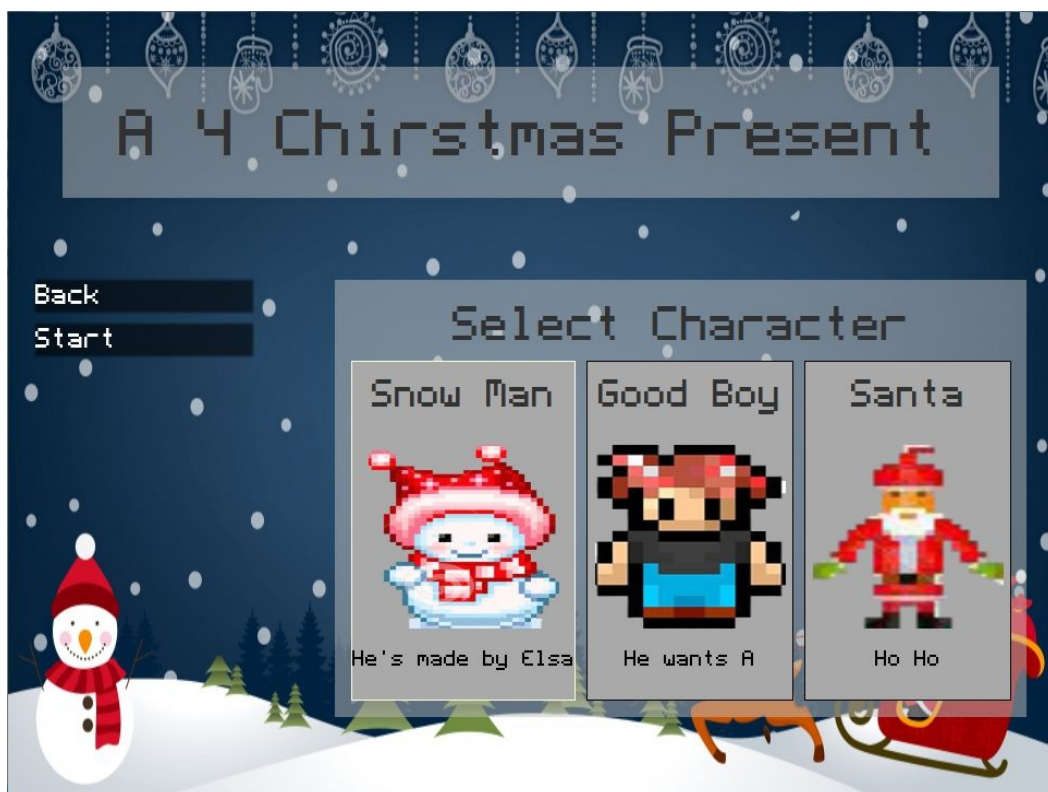 A 4 Chirstmas Present
Back
Start
Select Character
Snow Man
Good Boy
Santa
He's made by Elsa
He wants A
Ho Ho